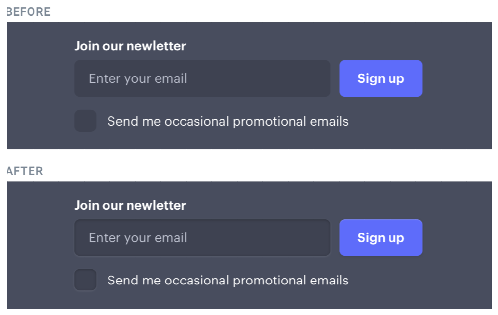 BEFORE
Join our newletter
Enter your email
Sign up
Send me occasional promotional emails
AFTER
Join our newletter
Enter your email
Sign up
Send me occasional promotional emails